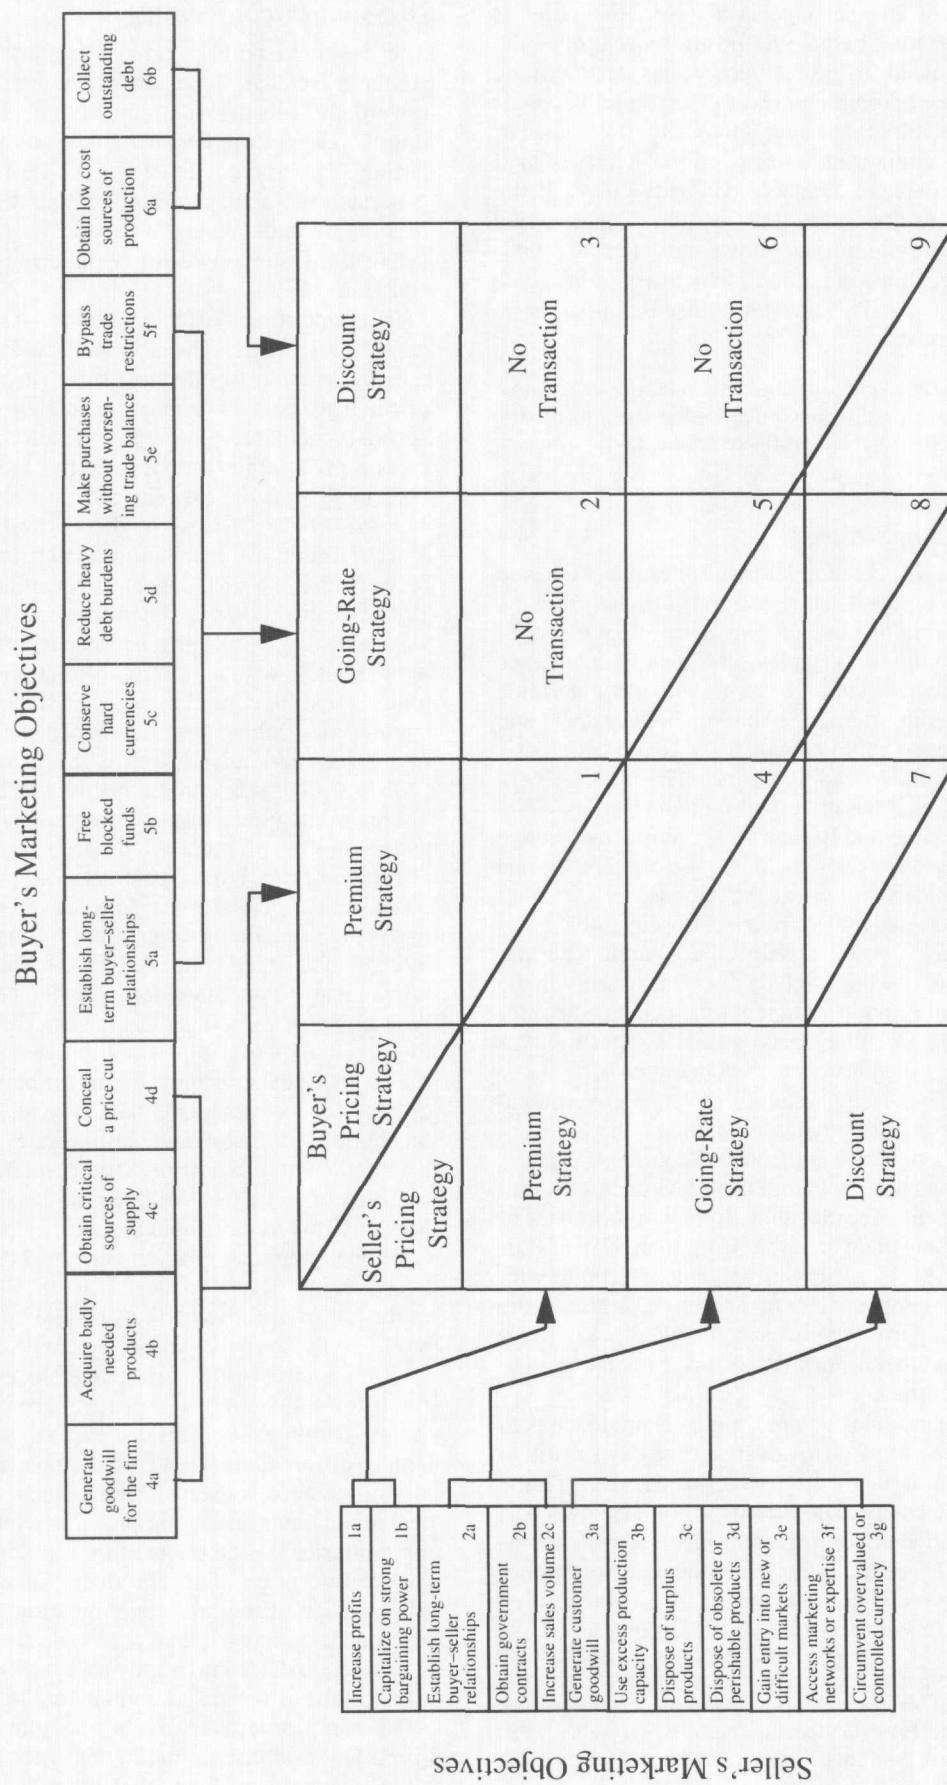 Buyer's Marketing Objectives
Generate
goodwill
for the firm
4a
Acquire badly
needed
products
4b
Obtain critical
sources of
supply
4c
Conceal
a price cut
4d
Establish long-
term buyer–seller
relationships
5a
Free
blocked
funds
5b
Conserve
hard
currencies
5c
Reduce heavy
debt burdens
5d
Make purchases
without worsen-
ing trade balance
5e
Bypass
trade
restrictions
5f
Obtain low cost
sources of
production
6a
Collect
outstanding
debt
6b
Seller's Marketing Objectives
Increase profits 1a
Capitalize on strong
bargaining power 1b
Establish long-term
buyer–seller
relationships 2a
Obtain government
contracts 2b
Increase sales volume 2c
Generate customer
goodwill 3a
Use excess production
capacity 3b
Dispose of surplus
products 3c
Dispose of obsolete or
perishable products 3d
Gain entry into new or
difficult markets 3e
Access marketing
networks or expertise 3f
Circumvent overvalued or
controlled currency 3g
Buyer's
Pricing
Strategy
Seller's
Pricing
Strategy
Premium
Strategy
Going-Rate
Strategy
Discount
Strategy
Premium
Strategy
1
No
Transaction
2
No
Transaction
3
Going-Rate
Strategy
4
5
No
Transaction
6
Discount
Strategy
7
8
9